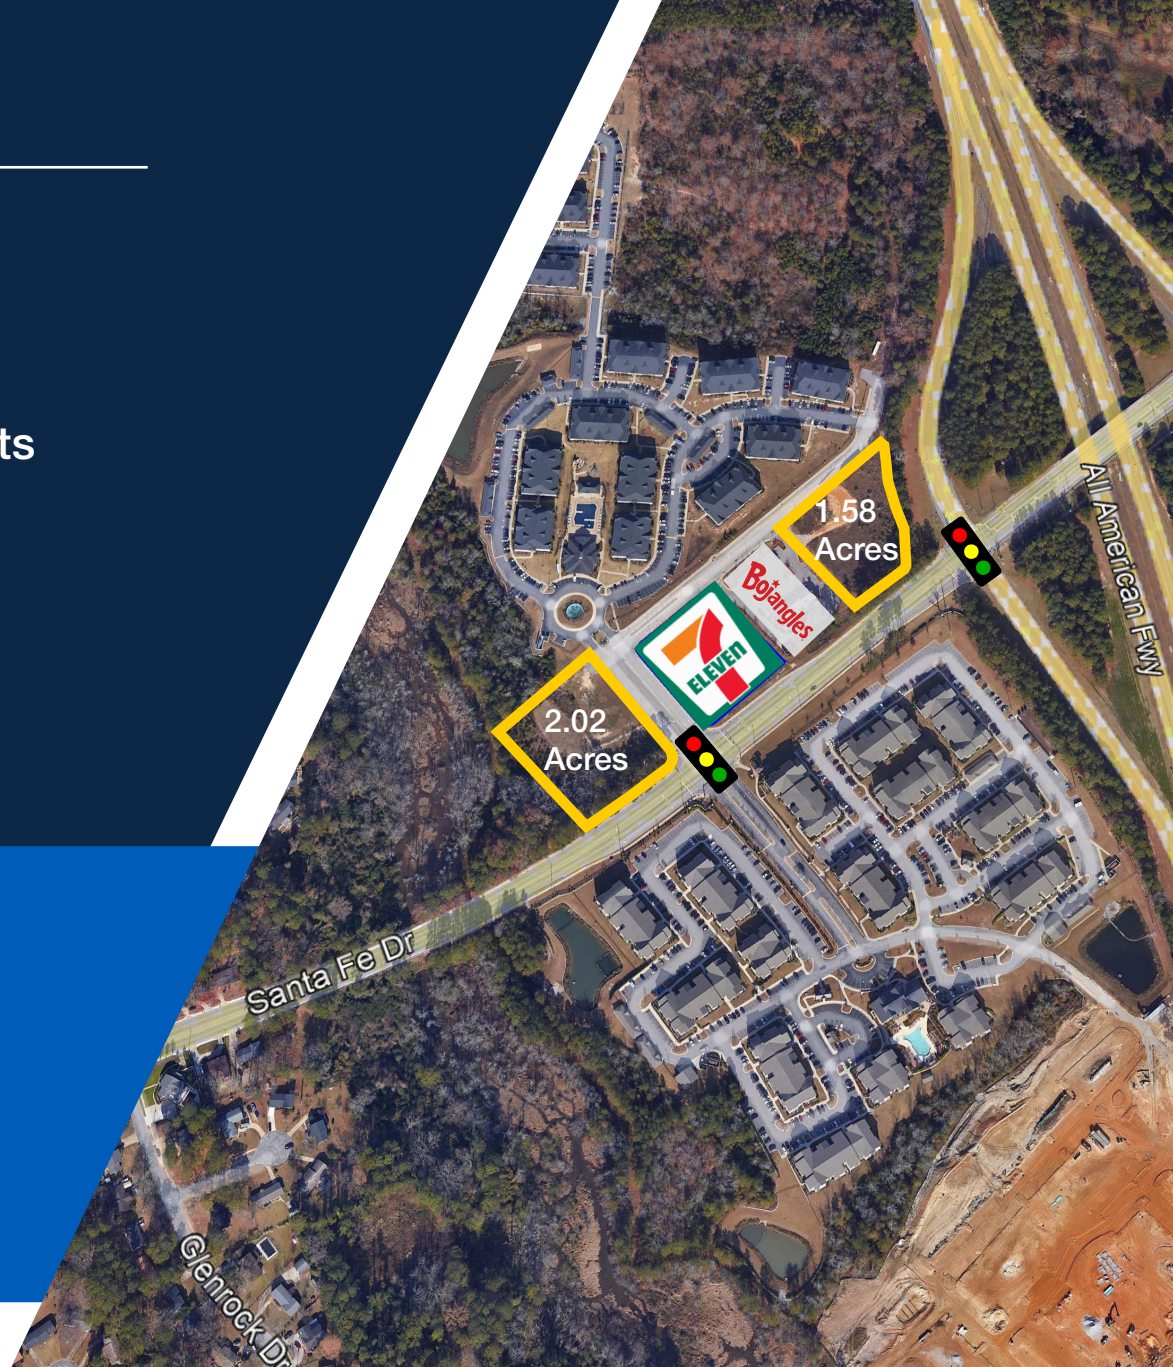 ts
1.58
Acres
Bojangles
7
ELEVEN
2.02
Acres
All American Fwy
Santa Fe Dr
Glenrock Dr